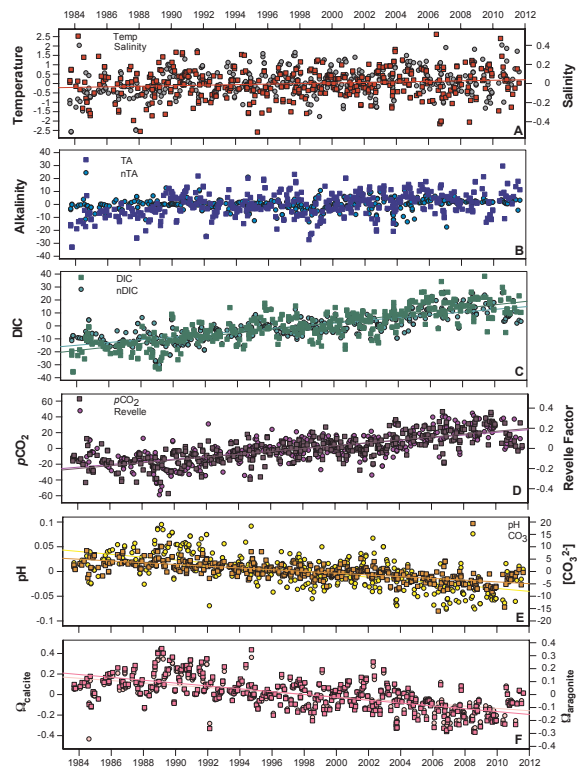 1984 1986 1988 1990 1992 1994 1996 1998 2000 2002 2004 2006 2008 2010 2012
Temperature
2.5
1.5
0.5
-0.5
-1.5
-2.5
Temp
Salinity
0.4
0.2
0
-0.2
-0.4
Salinity
A
Alkalinity
40
30
20
10
0
-10
-20
-30
-40
TA
nTA
B
DIC
40
30
20
10
0
-10
-20
-30
-40
DIC
nDIC
C
pCO2
60
40
20
0
-20
-40
-60
pCO2
Revelle
0.4
0.2
0
-0.2
-0.4
Revelle Factor
D
pH
0.1
0.05
0
-0.05
-0.1
pH
CO3
20
15
10
5
0
-5
-10
-15
-20
[CO3 2-]
E
Ωcalcite
0.4
0.2
0
-0.2
-0.4
0.4
0.3
0.2
0.1
0
-0.1
-0.2
-0.3
-0.4
Ωaragonite
F
1984 1986 1988 1990 1992 1994 1996 1998 2000 2002 2004 2006 2008 2010 2012